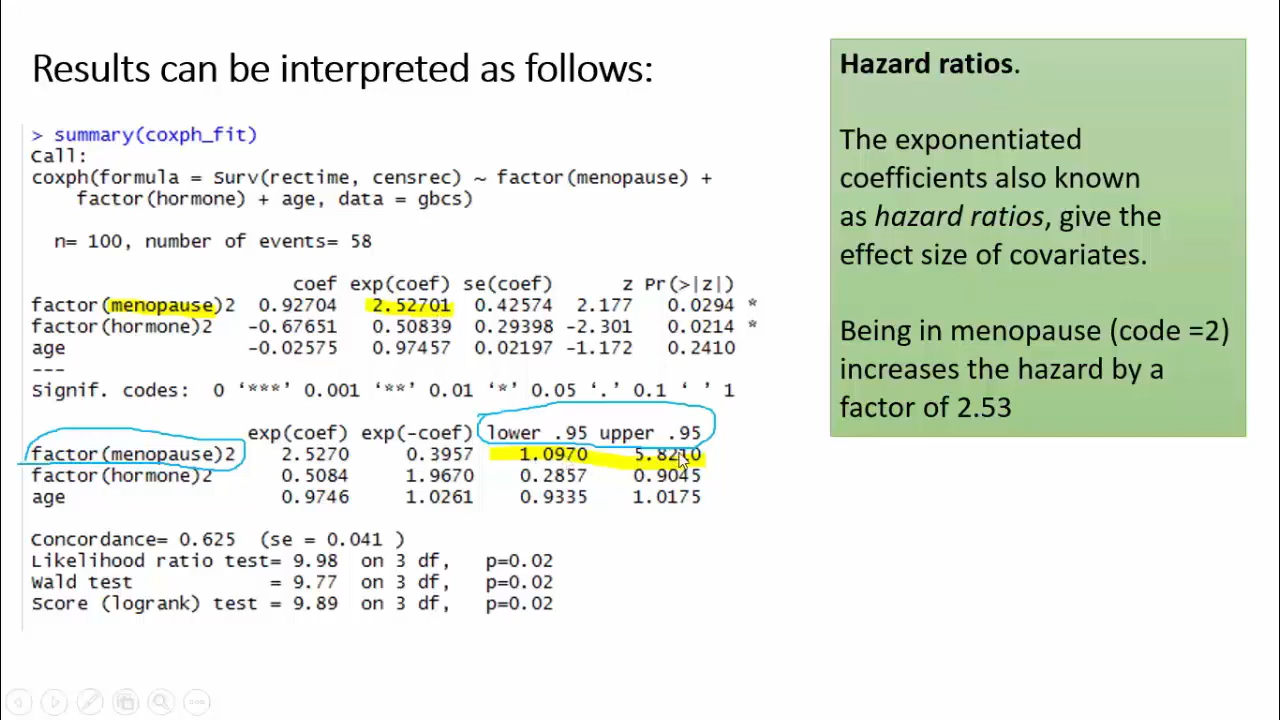 Results can be interpreted as follows:
> summary(coxph_fit)
Call:
coxph(formula = Surv(rectime, censrec) ~ factor(menopause) +
    factor(hormone) + age, data = gbcs)
  n= 100, number of events= 58
coef exp(coef) se(coef) z Pr(>|z|)
factor(menopause)2 0.92704 2.52701 0.42574 2.177 0.0294 *
factor(hormone)2 -0.67651 0.50839 0.29398 -2.301 0.0214 *
age -0.02575 0.97457 0.02197 -1.172 0.2410
---
Signif. codes:  0 ‘***’ 0.001 ‘**’ 0.01 ‘*’ 0.05 ‘.’ 0.1 ‘ ’ 1
exp(coef) exp(-coef) lower .95 upper .95
factor(menopause)2 2.5270 0.3957 1.0970 5.8210
factor(hormone)2 0.5084 1.9670 0.2857 0.9045
age 0.9746 1.0261 0.9335 1.0175
Concordance= 0.625  (se = 0.041 )
Likelihood ratio test= 9.98  on 3 df,   p=0.02
Wald test            = 9.77  on 3 df,   p=0.02
Score (logrank) test = 9.89  on 3 df,   p=0.02
Hazard ratios.
The exponentiated
coefficients also known
as hazard ratios, give the
effect size of covariates.
Being in menopause (code =2)
increases the hazard by a
factor of 2.53